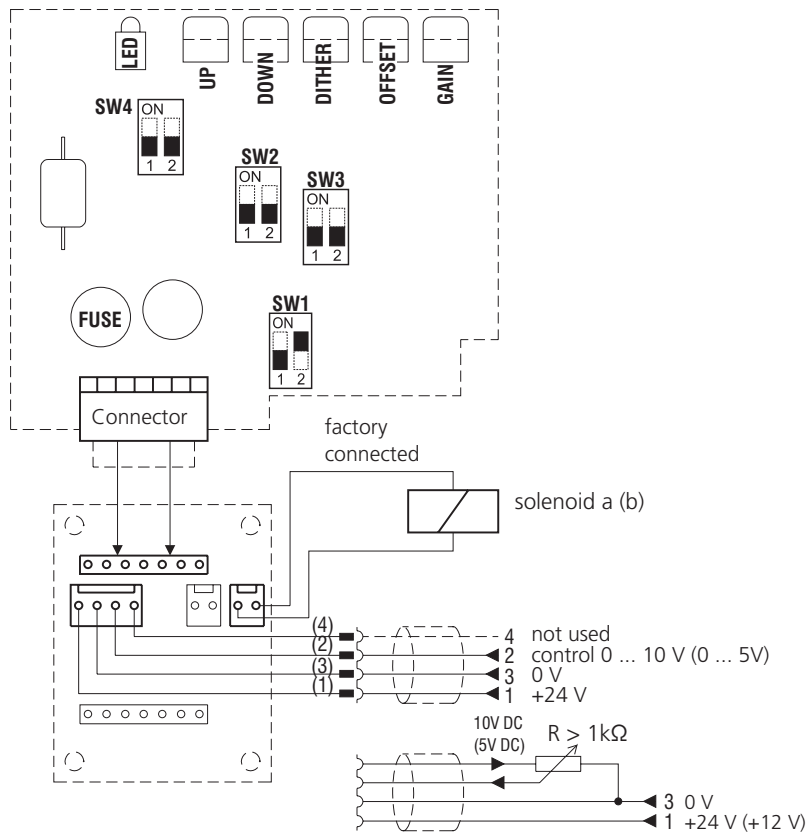 LED
UP
DOWN
DITHER
OFFSET
GAIN
SW4
ON
1 2
SW2
ON
1 2
SW3
ON
1 2
SW1
ON
1 2
FUSE
Connector
factory
connected
solenoid a (b)
(4)
4 not used
(2)
2 control 0 ... 10 V (0 ... 5V)
(3)
3 0 V
(1)
1 +24 V
10V DC
(5V DC)
R > 1kΩ
3 0 V
1 +24 V (+12 V)